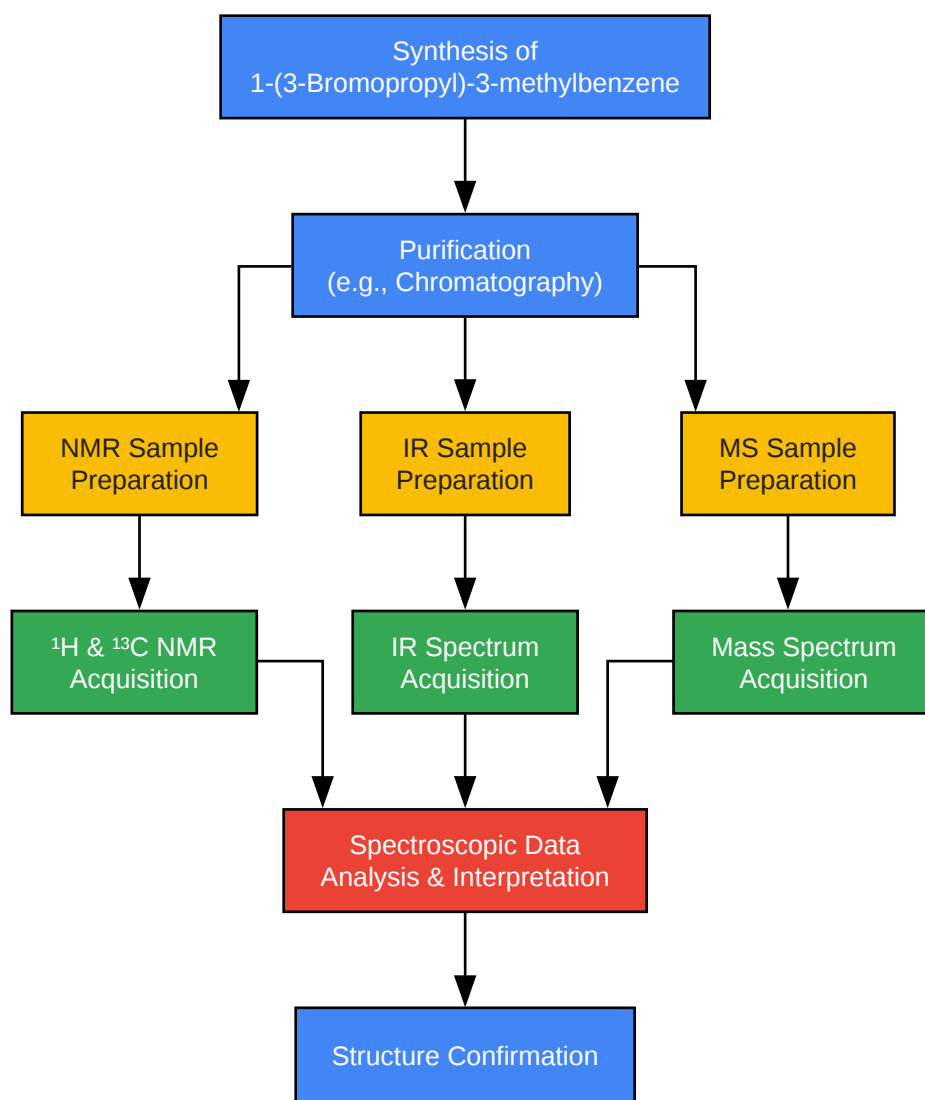 Synthesis of
1-(3-Bromopropyl)-3-methylbenzene
Purification
(e.g., Chromatography)
NMR Sample
Preparation
IR Sample
Preparation
MS Sample
Preparation
¹H & ¹³C NMR
Acquisition
IR Spectrum
Acquisition
Mass Spectrum
Acquisition
Spectroscopic Data
Analysis & Interpretation
Structure Confirmation